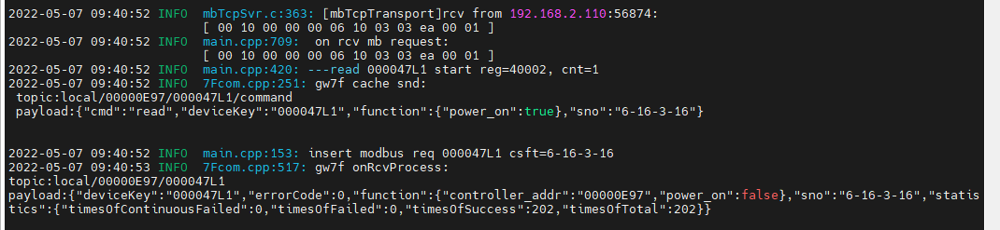 2022-05-07 09:40:52 INFO  mbTcpSvr.c:363: [mbTcpTransport]rcv from 192.168.2.110:56874:
[ 00 10 00 00 00 06 10 03 03 ea 00 01 ]
2022-05-07 09:40:52 INFO  main.cpp:709:  on rcv mb request:
[ 00 10 00 00 00 06 10 03 03 ea 00 01 ]
2022-05-07 09:40:52 INFO  main.cpp:420: ---read 000047L1 start reg=40002, cnt=1
2022-05-07 09:40:52 INFO  7Fcom.cpp:251: gw7f cache snd:
topic:local/00000E97/000047L1/command
payload:{"cmd":"read","deviceKey":"000047L1","function":{"power_on":true},"sno":"6-16-3-16"}
2022-05-07 09:40:52 INFO  main.cpp:153: insert modbus req 000047L1 csft=6-16-3-16
2022-05-07 09:40:53 INFO  7Fcom.cpp:517: gw7f onRcvProcess:
topic:local/00000E97/000047L1
payload:{"deviceKey":"000047L1","errorCode":0,"function":{"controller_addr":"00000E97","power_on":false},"sno":"6-16-3-16","statis
tics":{"timesOfContinuousFailed":0,"timesOfFailed":0,"timesOfSuccess":202,"timesOfTotal":202}}